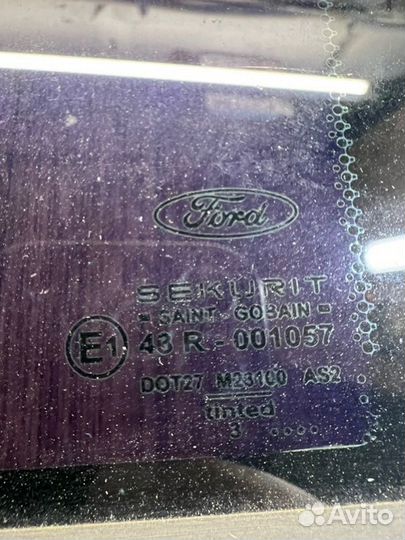 Ford
SEKURIT
SAINT-GOBAIN
E1 43 R - 001057
DOT27 M23100 AS2
tinted
3 ....
Avito